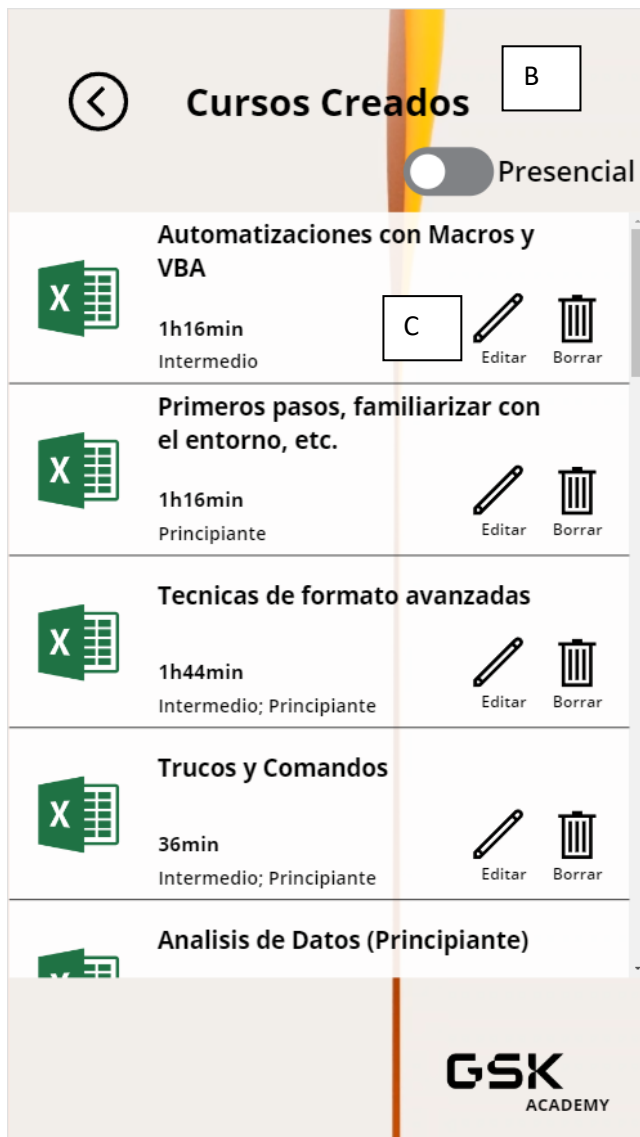 B
Cursos Creados
Presencial
Automatizaciones con Macros y
VBA
X
1h16min
C
Intermedio
Editar
Borrar
Primeros pasos, familiarizar con
el entorno, etc.
X
1h16min
Principiante
Editar
Borrar
Tecnicas de formato avanzadas
X
1h44min
Intermedio; Principiante
Editar
Borrar
Trucos y Comandos
X
36min
Intermedio; Principiante
Editar
Borrar
Analisis de Datos (Principiante)
X
GSK
ACADEMY